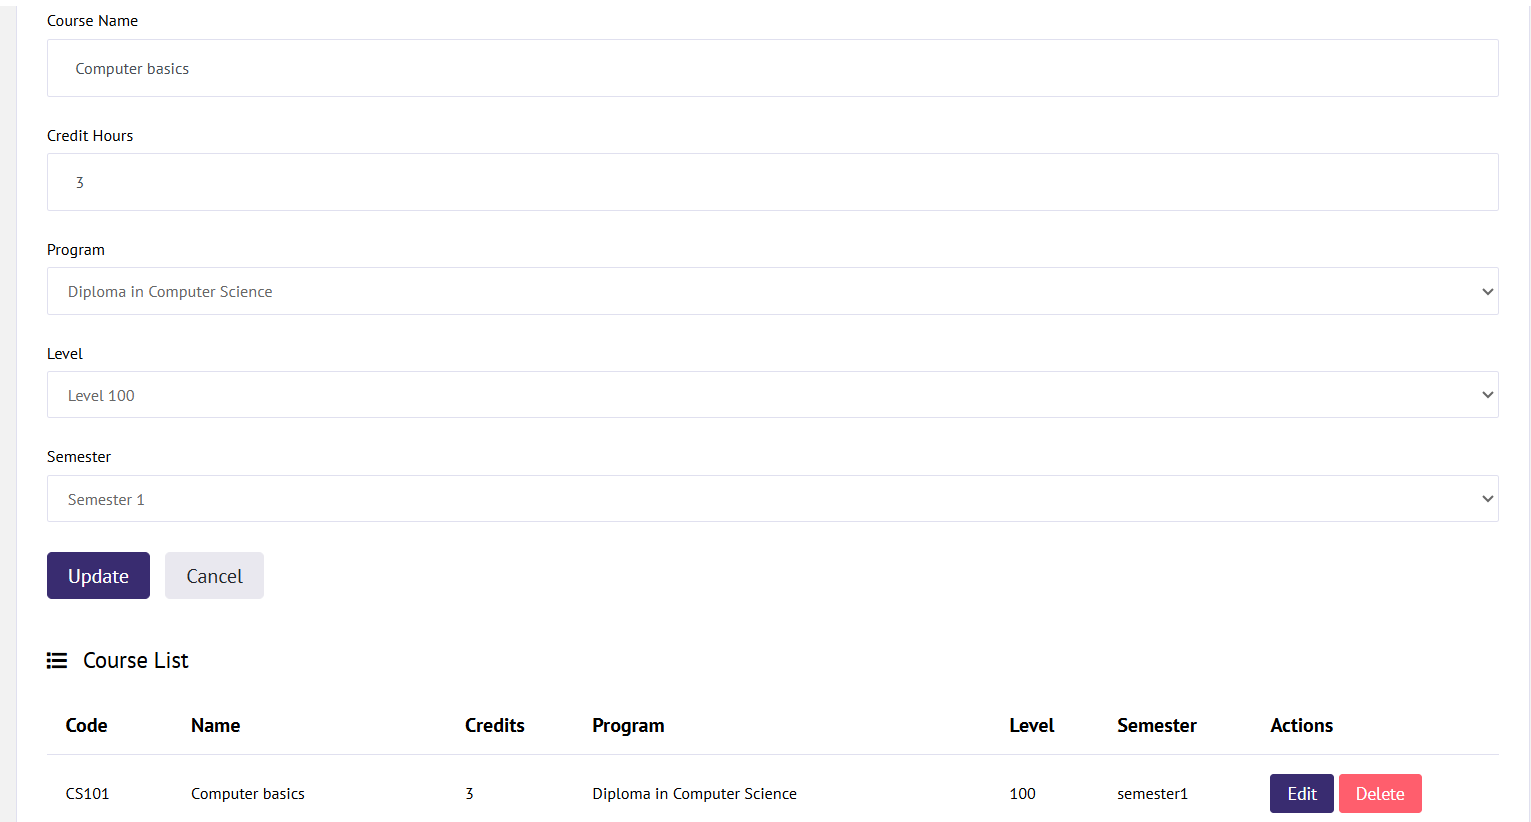 Course Name
Computer basics
Credit Hours
3
Program
Diploma in Computer Science
Level
Level 100
Semester
Semester 1
Update Cancel
Course List
Code Name Credits Program Level Semester Actions
CS101 Computer basics 3 Diploma in Computer Science 100 semester1 Edit Delete